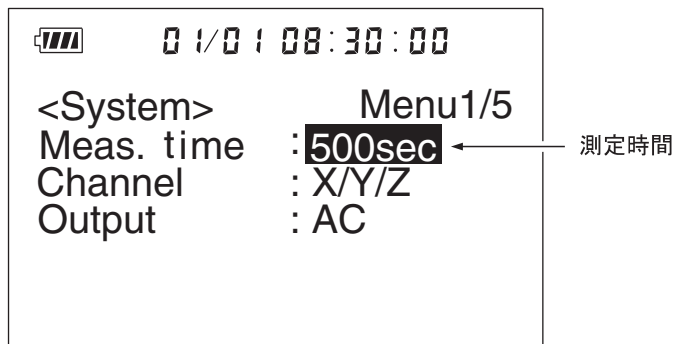 01/01 08:30:00
<System> Menu1/5
Meas. time : 500sec
測定時間
Channel : X/Y/Z
Output : AC